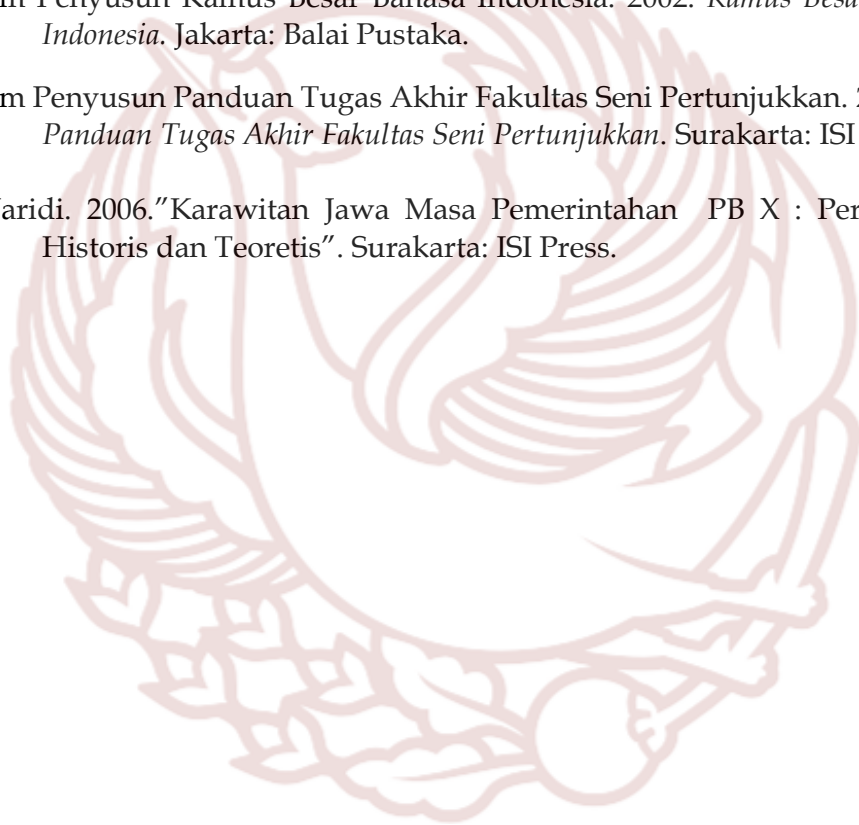 m Penyusun Kamus Besar Bahasa Indonesia. 2002. Kamus Besa
Indonesia. Jakarta: Balai Pustaka.
m Penyusun Panduan Tugas Akhir Fakultas Seni Pertunjukkan.
Panduan Tugas Akhir Fakultas Seni Pertunjukkan. Surakarta: ISI
aridi. 2006.”Karawitan Jawa Masa Pemerintahan PB X : Per
Historis dan Teoretis”. Surakarta: ISI Press.